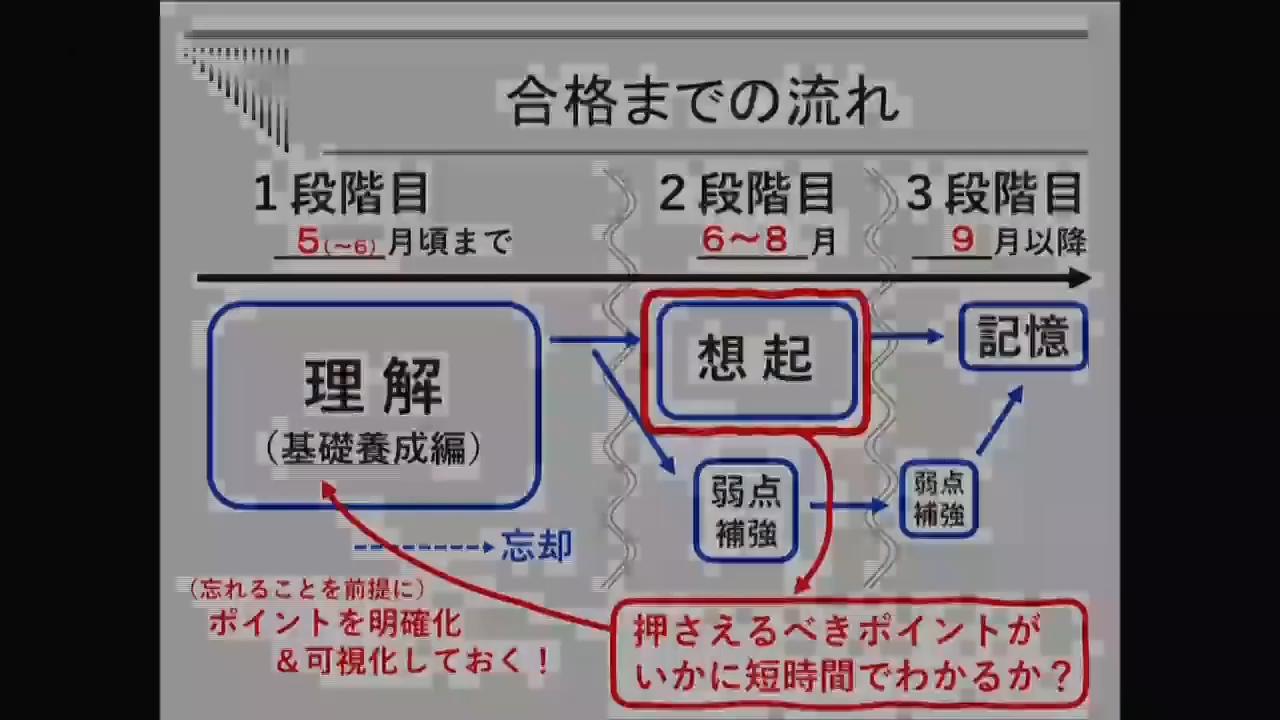 合格までの流れ
1段階目
5(~6)月頃まで
2段階目
6~8月
3段階目
9月以降
理解
(基礎養成編)
想起
記憶
弱点
補強
弱点
補強
忘却
(忘れることを前提に)
ポイントを明確化
&可視化しておく!
押さえるべきポイントが
いかに短時間でわかるか?